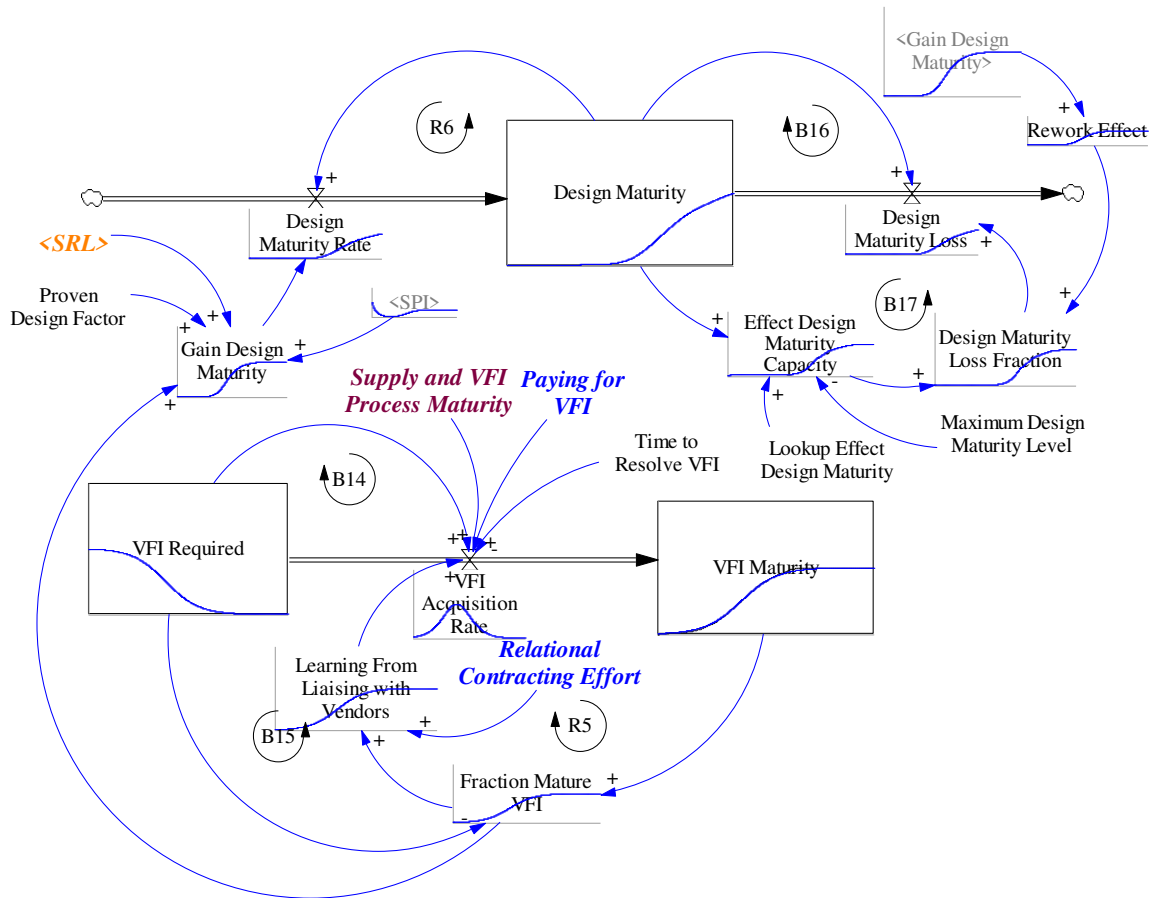 <Gain Design
Maturity>
+
Rework Effect
R6
B16
Design Maturity
+
+
Design
Maturity Rate
Design
Maturity Loss
+
<SRL>
Proven
Design Factor
+
+
<SPI>
+
Gain Design
Maturity
+
B17
+
+
Effect Design
Maturity
Capacity
-
+
+
Design Maturity
Loss Fraction
Maximum Design
Maturity Level
Lookup Effect
Design Maturity
Supply and VFI
Process Maturity
Paying for
VFI
Time to
Resolve VFI
B14
VFI Required
+
+
+
-
+
VFI
Acquisition
Rate
VFI Maturity
Relational
Contracting Effort
Learning From
Liaising with
Vendors
B15
+
+
R5
Fraction Mature
VFI
+
-